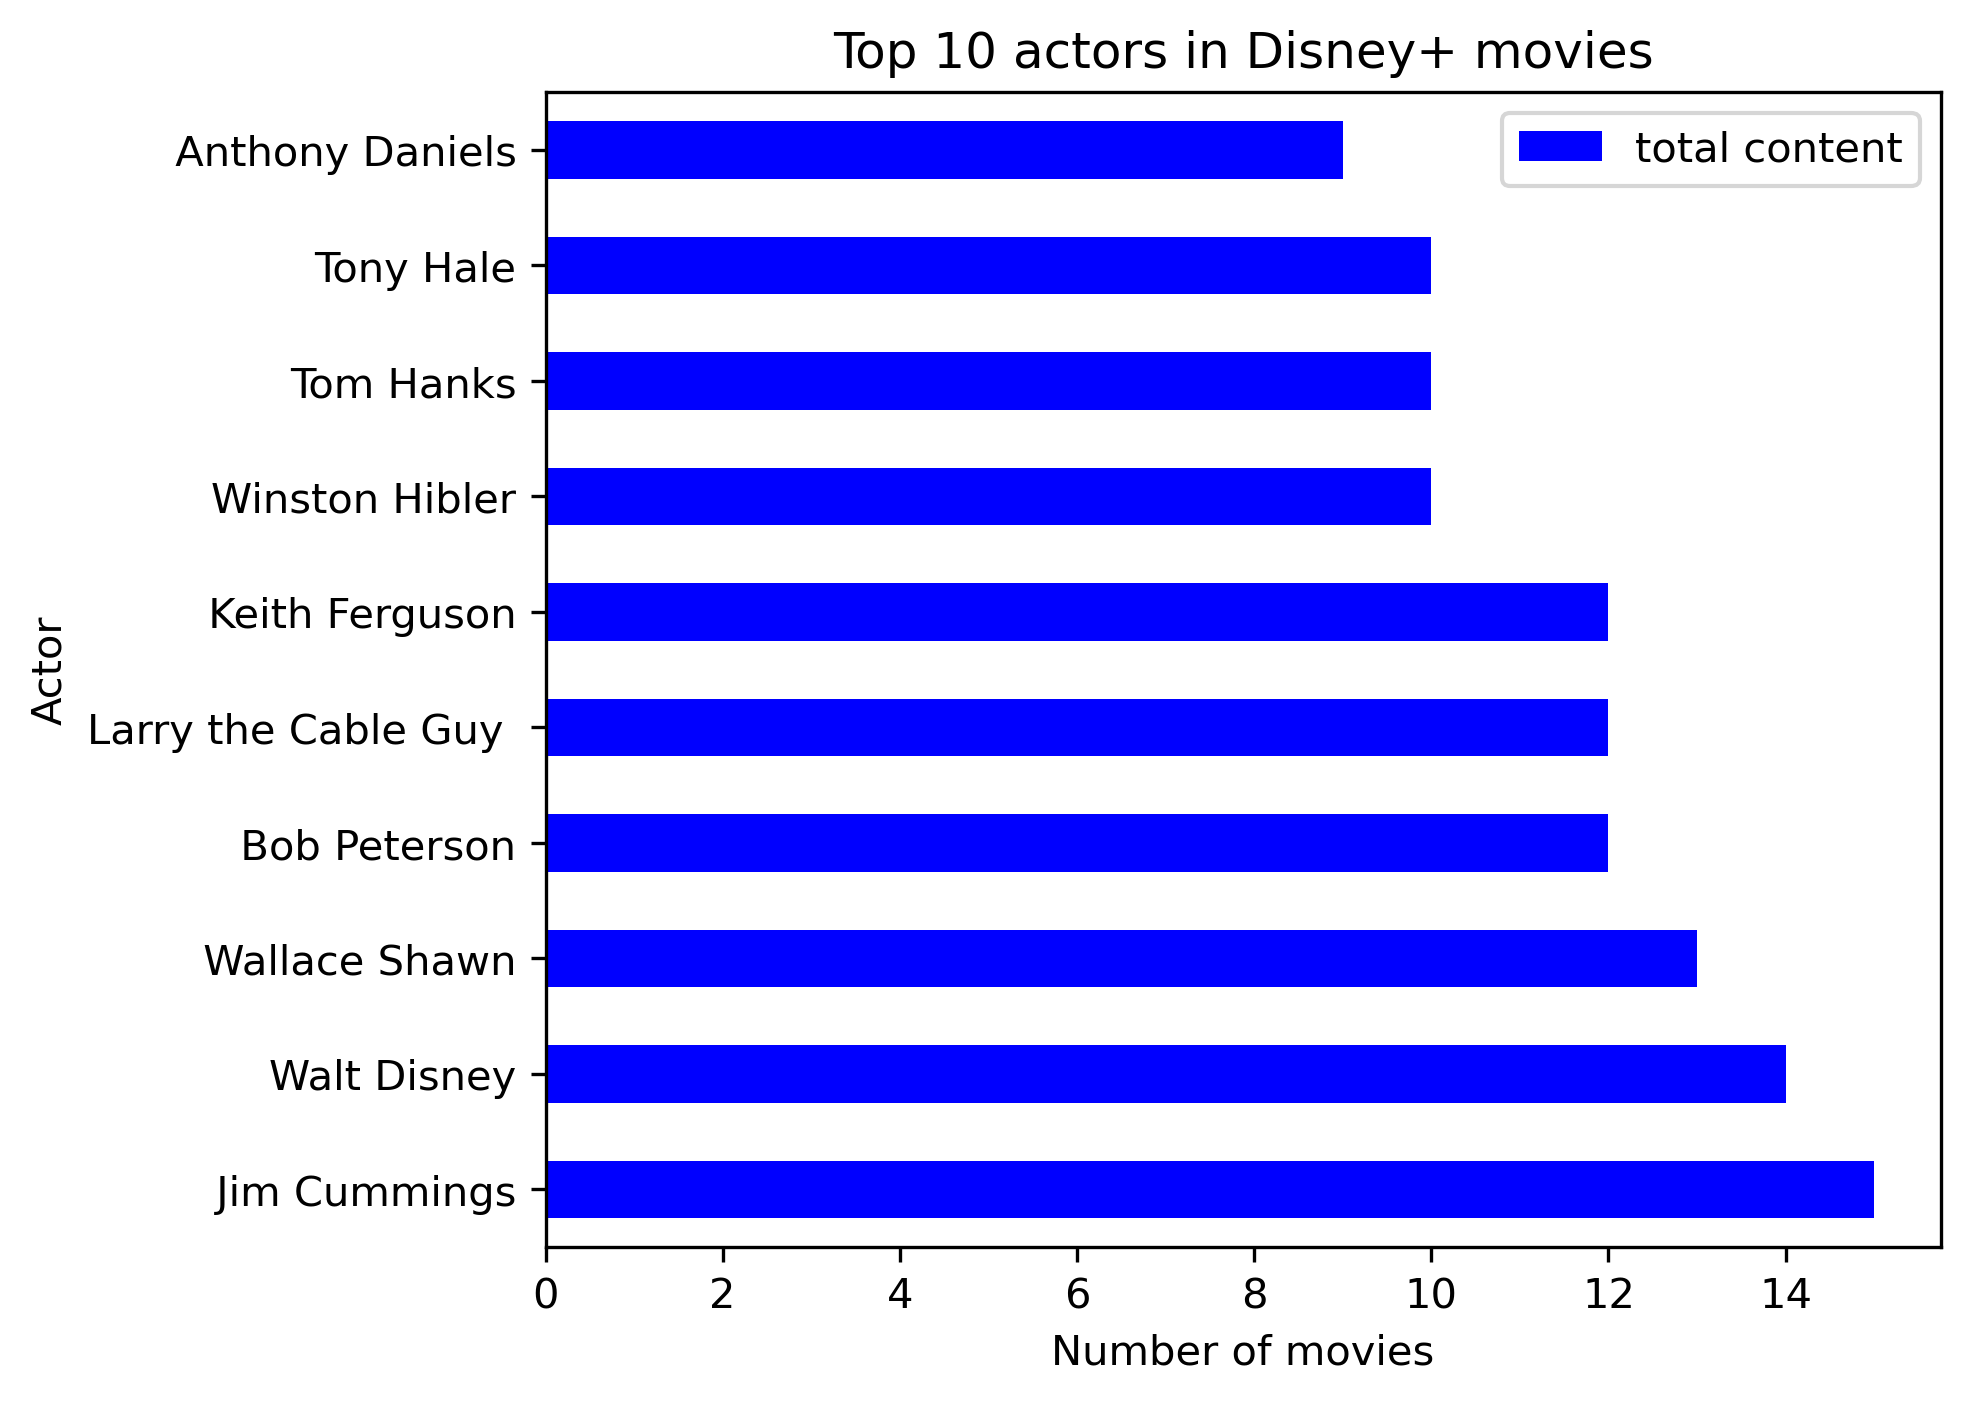 Top 10 actors in Disney+ movies
total content
Anthony Daniels
Tony Hale
Tom Hanks
Winston Hibler
Keith Ferguson
Larry the Cable Guy
Bob Peterson
Wallace Shawn
Walt Disney
Jim Cummings
Actor
0 2 4 6 8 10 12 14
Number of movies